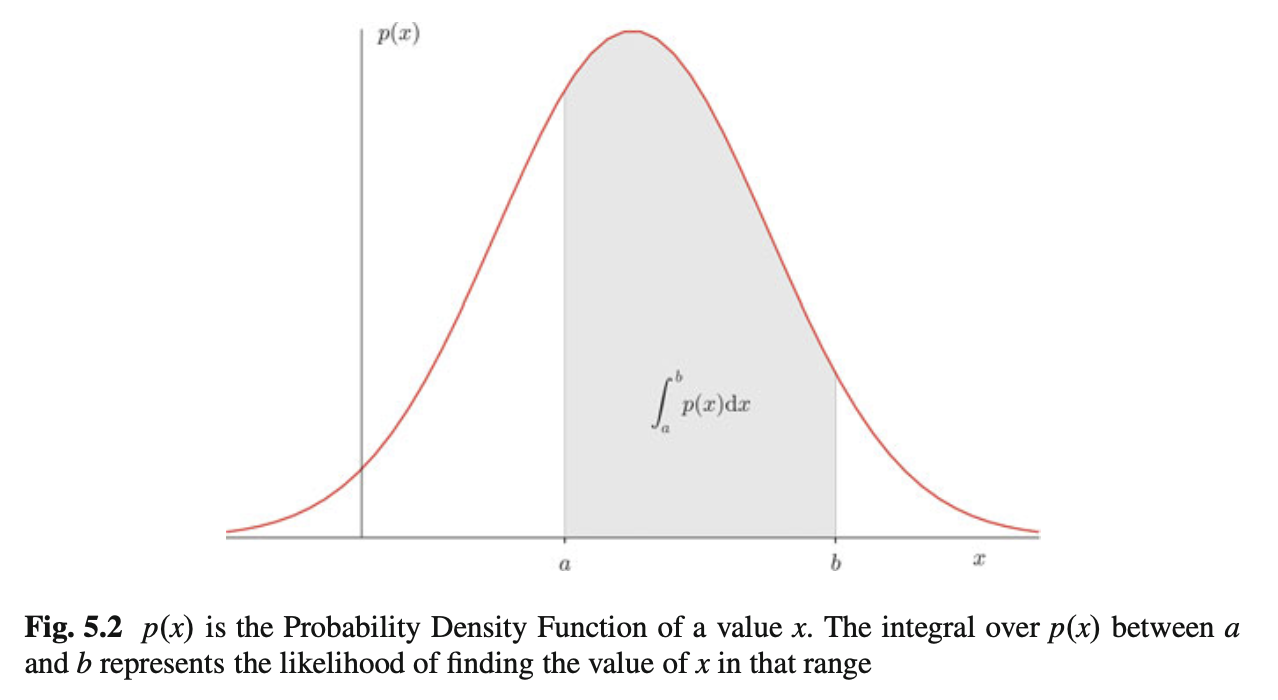 p(x)
∫_a^b p(x)dx
a b x
Fig. 5.2 p(x) is the Probability Density Function of a value x. The integral over p(x) between a
and b represents the likelihood of finding the value of x in that range